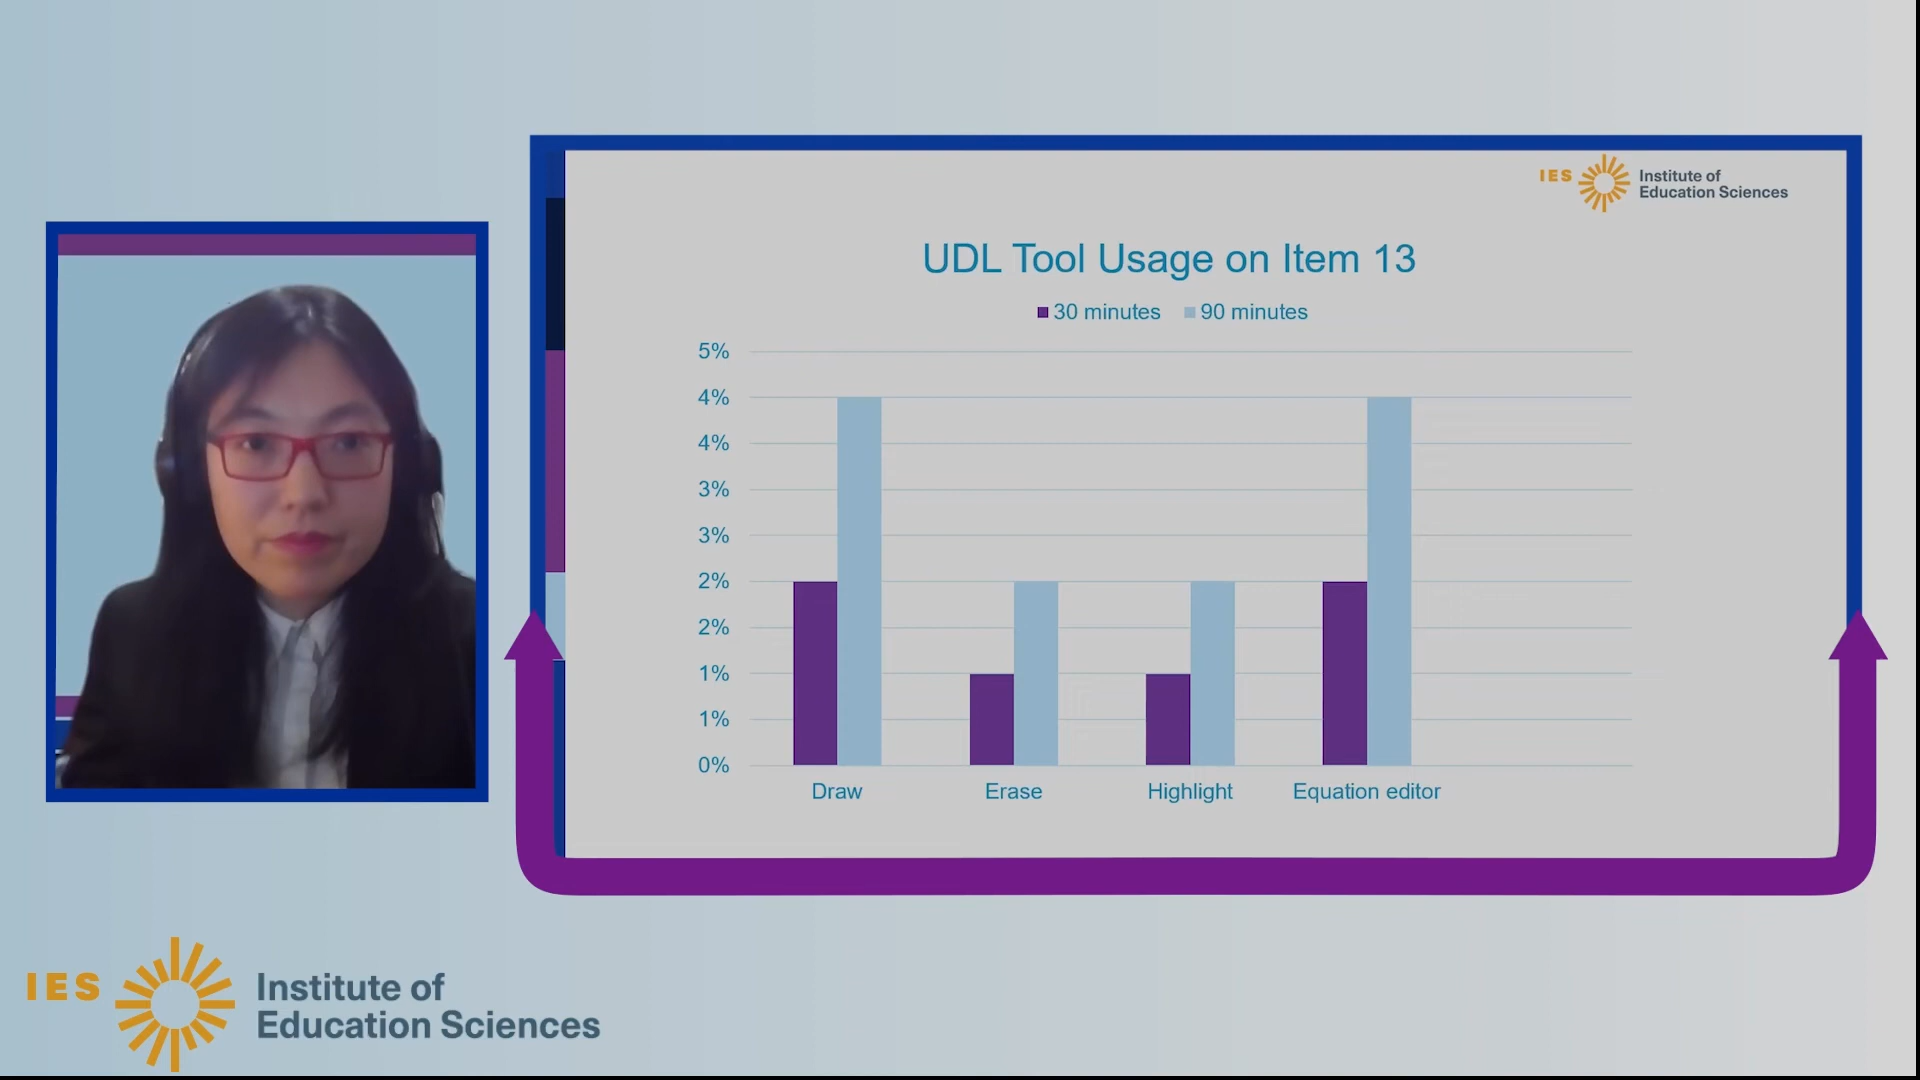 IES
Institute of
Education Sciences
UDL Tool Usage on Item 13
30 minutes
90 minutes
5%
4%
4%
3%
3%
2%
2%
1%
1%
0%
Draw
Erase
Highlight
Equation editor
IES
Institute of
Education Sciences